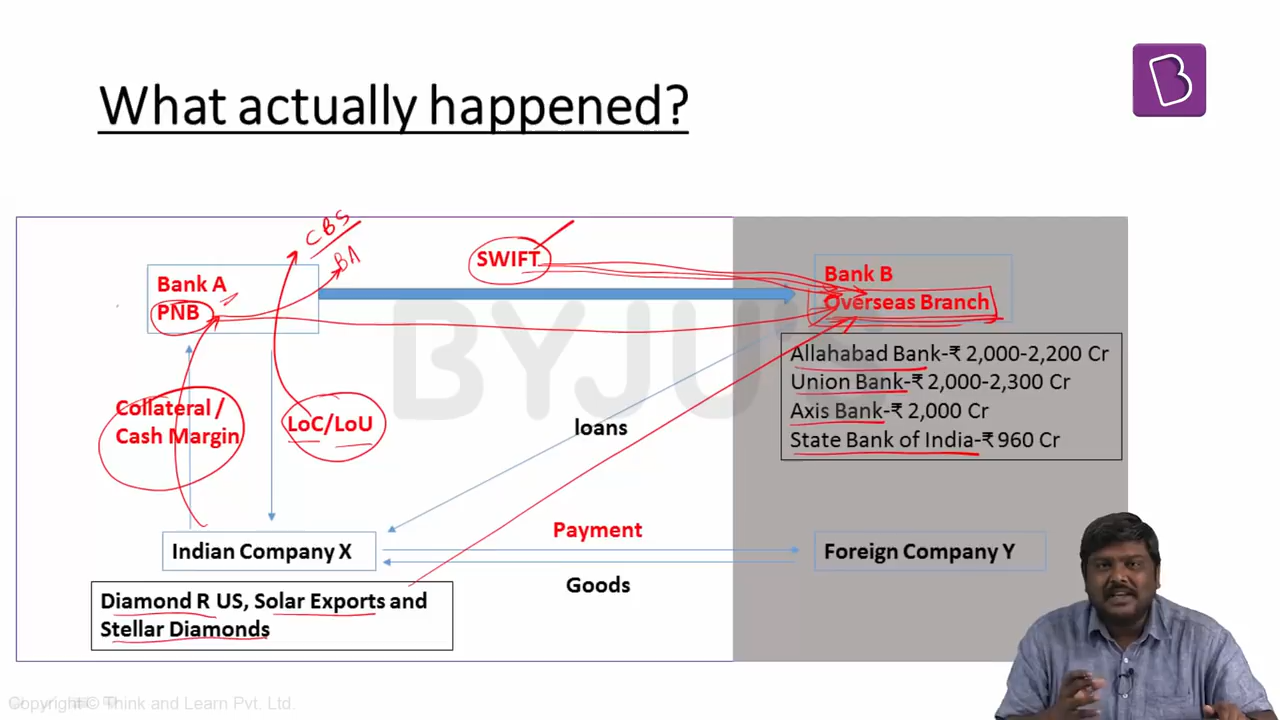 What actually happened?
CBS
BA
SWIFT
Bank A
PNB
Bank B
Overseas Branch
Allahabad Bank-₹ 2,000-2,200 Cr
Union Bank-₹ 2,000-2,300 Cr
Axis Bank-₹ 2,000 Cr
State Bank of India-₹ 960 Cr
Collateral /
Cash Margin
LoC/LoU
loans
BYJU'S
Indian Company X
Payment
Foreign Company Y
Goods
Diamond R US, Solar Exports and
Stellar Diamonds
Copyright © Think and Learn Pvt. Ltd.